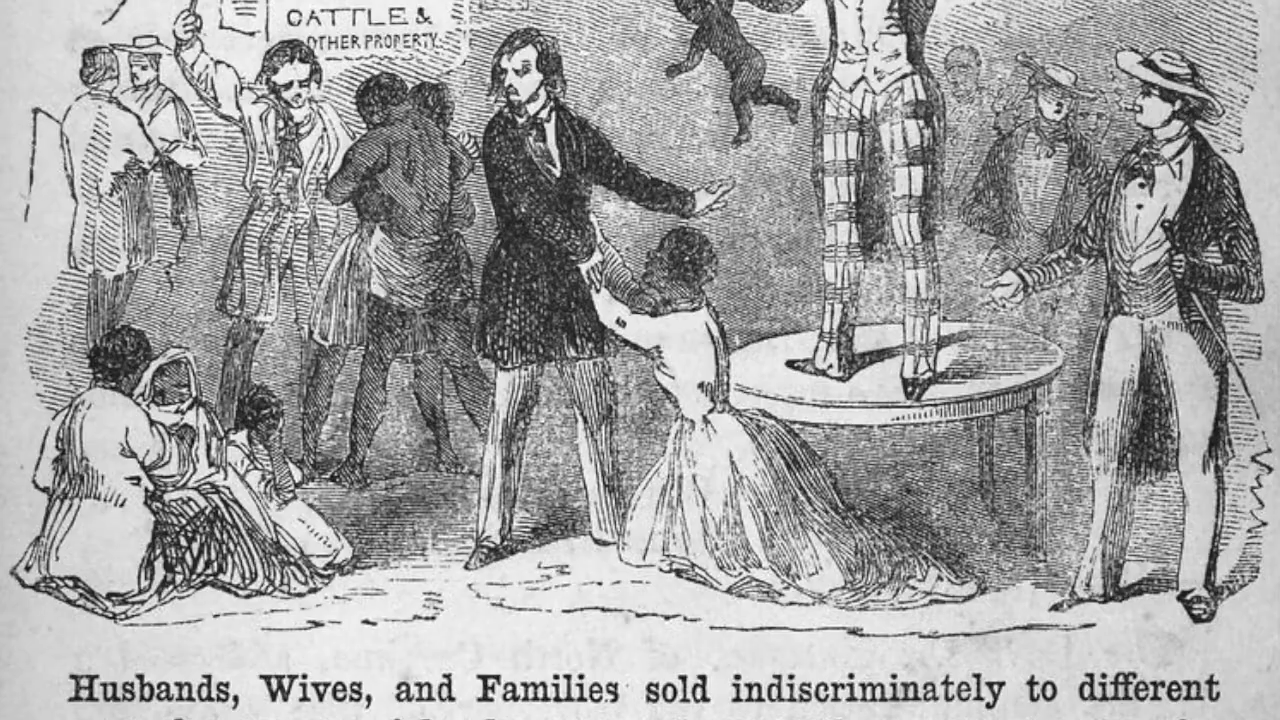 CATTLE &
OTHER PROPERTY.
Husbands, Wives, and Families sold indiscriminately to different